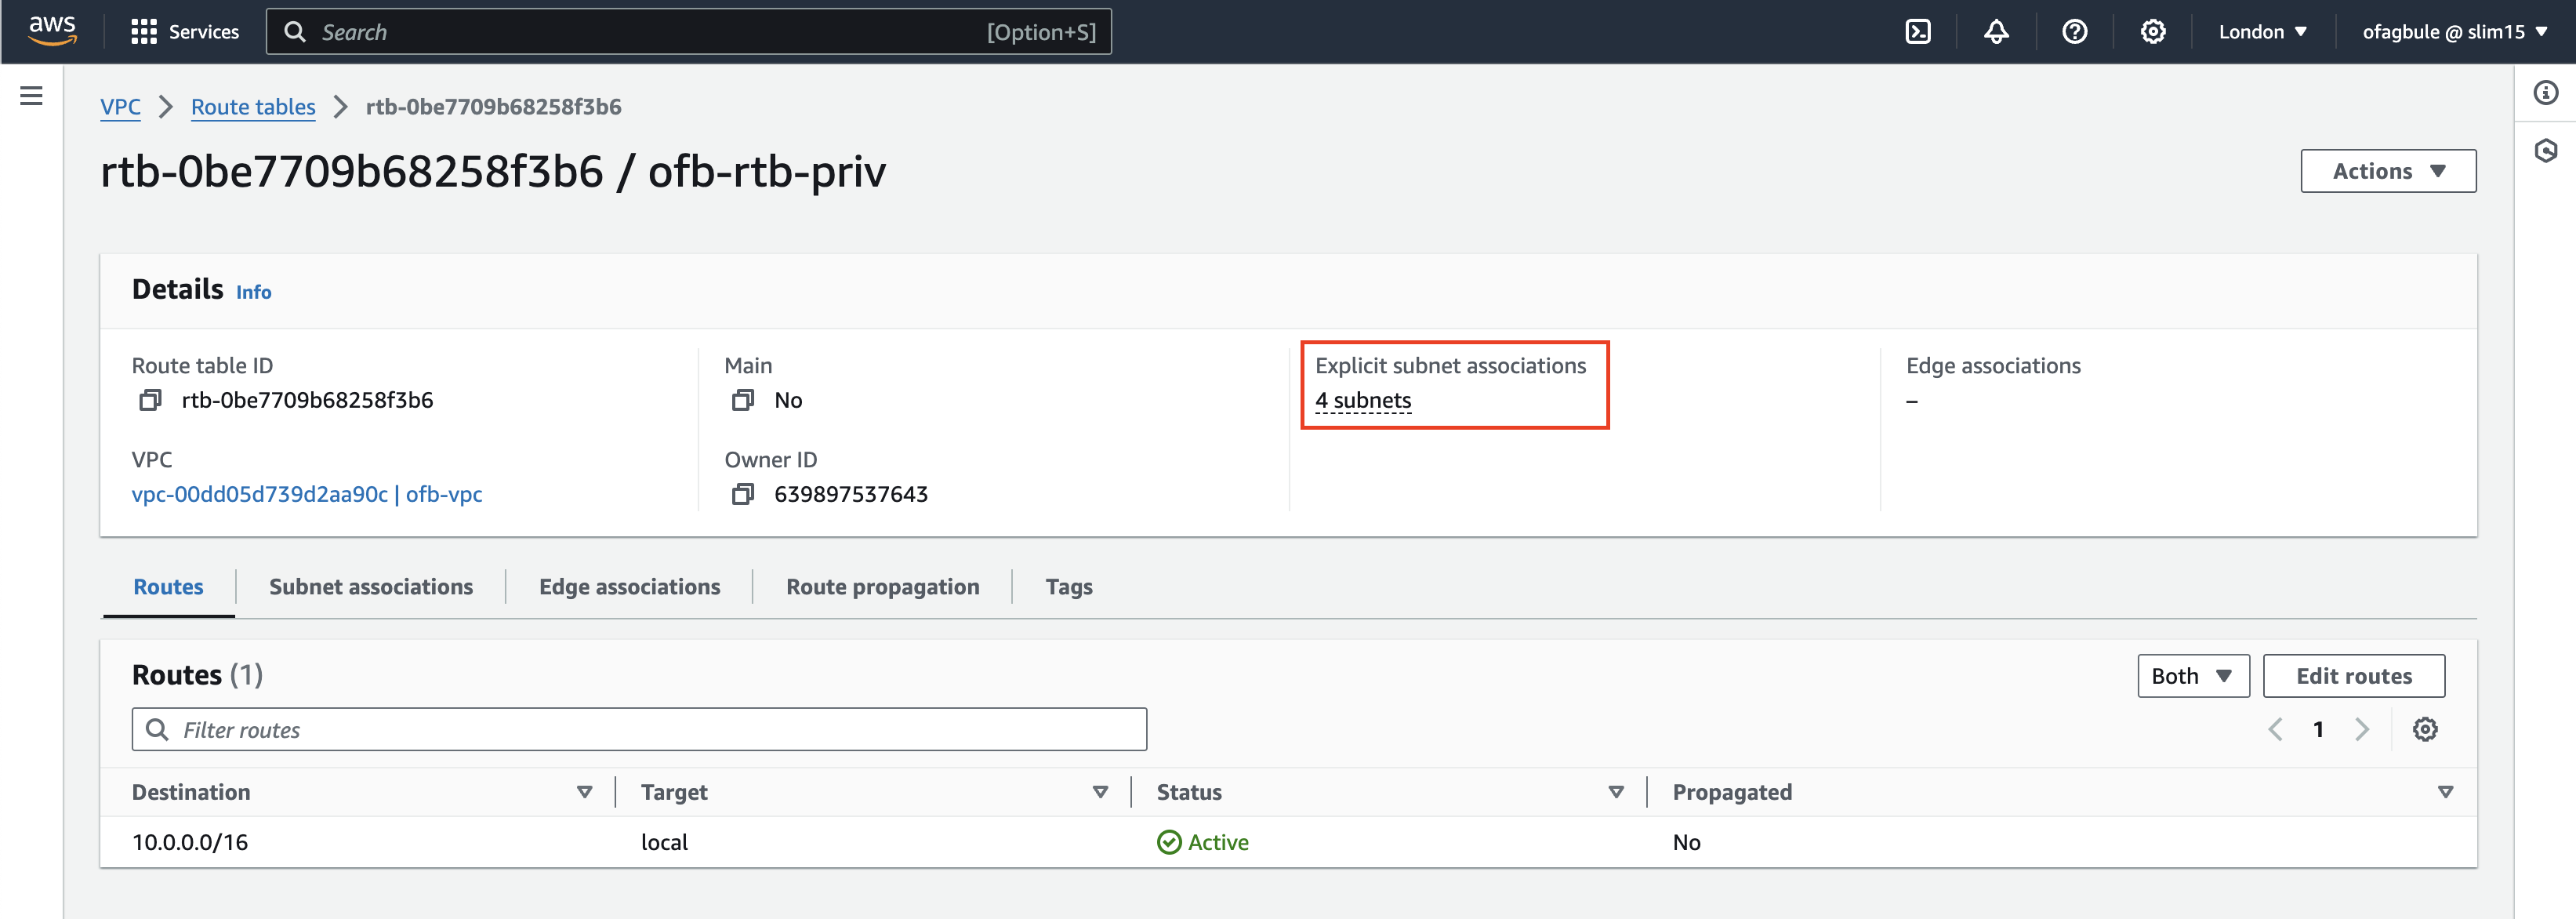 aws
Services
Search
[Option+S]
London
ofagbule @ slim15
VPC
Route tables
rtb-0be7709b68258f3b6
rtb-0be7709b68258f3b6 / ofb-rtb-priv
Actions
Details Info
Route table ID
rtb-0be7709b68258f3b6
Main
No
Explicit subnet associations
4 subnets
Edge associations
–
VPC
vpc-00dd05d739d2aa90c | ofb-vpc
Owner ID
639897537643
Routes
Subnet associations
Edge associations
Route propagation
Tags
Routes (1)
Both
Edit routes
Filter routes
1
Destination
Target
Status
Propagated
10.0.0.0/16
local
Active
No